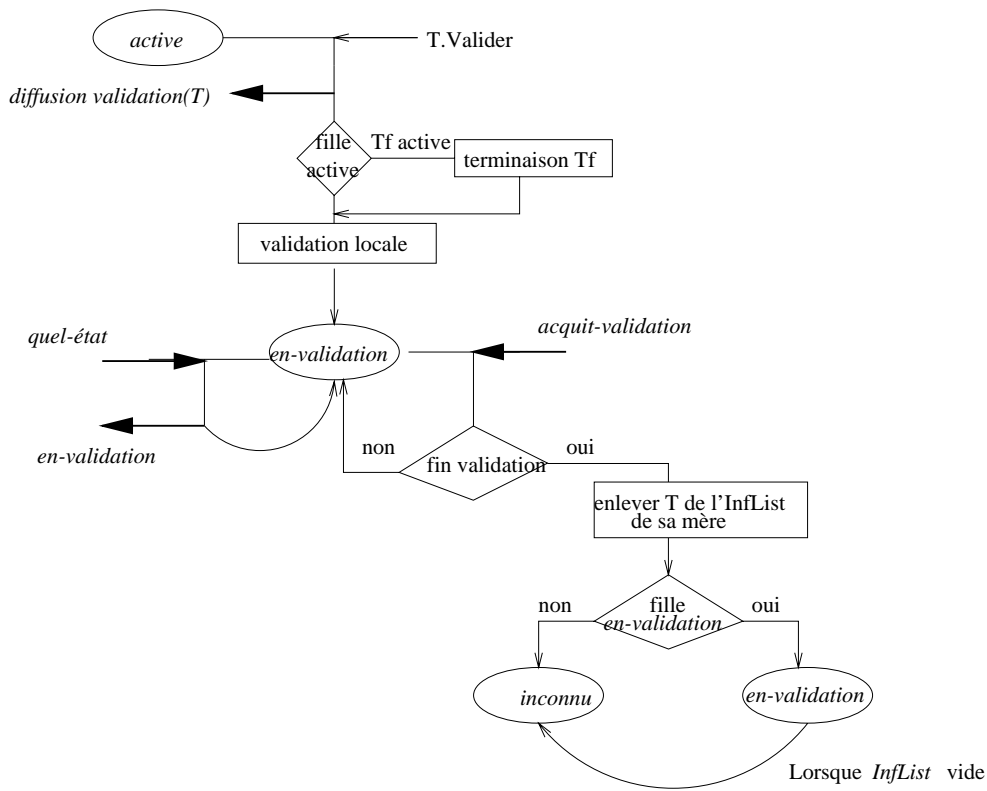 active
T.Valider
diffusion validation(T)
fille
active
Tf active
terminaison Tf
validation locale
quel-état
en-validation
acquit-validation
en-validation
non
fin validation
oui
enlever T de l'InfList
de sa mère
non
fille
en-validation
oui
inconnu
en-validation
Lorsque InfList vide